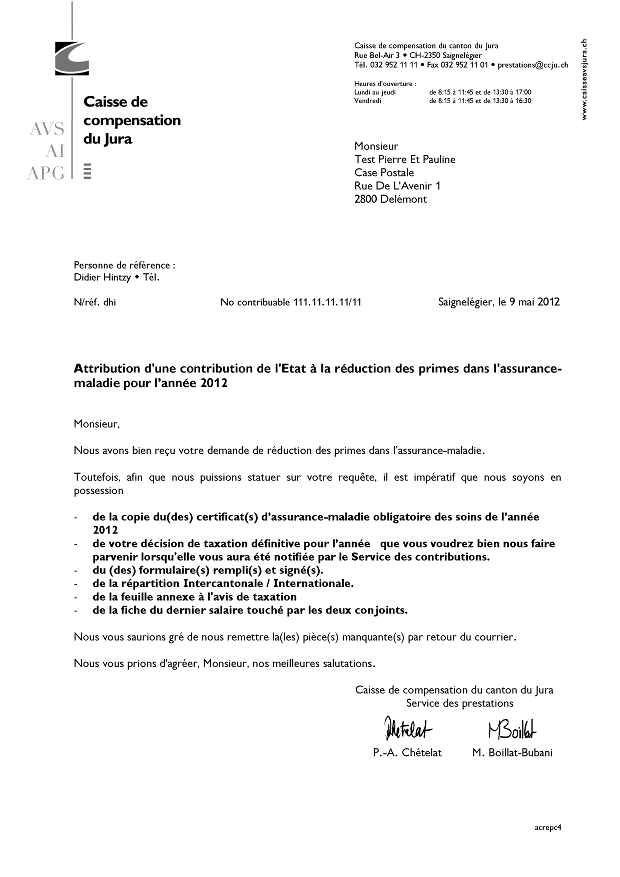 Caisse de compensation du canton du Jura
Rue Bel-Air 3 • CH-2350 Saignelégier
Tél. 032 952 11 11 • Fax 032 952 11 01 • prestations@ccju.ch
Heures d'ouverture :
Lundi au jeudi de 8:15 à 11:45 et de 13:30 à 17:00
Vendredi de 8:15 à 11:45 et de 13:30 à 16:30
www.caisseavsjura.ch
Caisse de
compensation
du Jura
AVS
AI
APG
Monsieur
Test Pierre Et Pauline
Case Postale
Rue De L'Avenir 1
2800 Delémont
Personne de référence :
Didier Hintzy • Tél.
N/réf. dhi No contribuable 111.11.11.11/11 Saignelégier, le 9 mai 2012
Attribution d'une contribution de l'Etat à la réduction des primes dans l'assurance-
maladie pour l'année 2012
Monsieur,
Nous avons bien reçu votre demande de réduction des primes dans l'assurance-maladie.
Toutefois, afin que nous puissions statuer sur votre requête, il est impératif que nous soyons en
possession
- de la copie du(des) certificat(s) d'assurance-maladie obligatoire des soins de l'année
2012
- de votre décision de taxation définitive pour l'année que vous voudrez bien nous faire
parvenir lorsqu'elle vous aura été notifiée par le Service des contributions.
- du (des) formulaire(s) rempli(s) et signé(s).
- de la répartition Intercantonale / Internationale.
- de la feuille annexe à l'avis de taxation
- de la fiche du dernier salaire touché par les deux conjoints.
Nous vous saurions gré de nous remettre la(les) pièce(s) manquante(s) par retour du courrier.
Nous vous prions d'agréer, Monsieur, nos meilleures salutations.
Caisse de compensation du canton du Jura
Service des prestations
MBoillat
P.-A. Chételat M. Boillat-Bubani
acrepc4